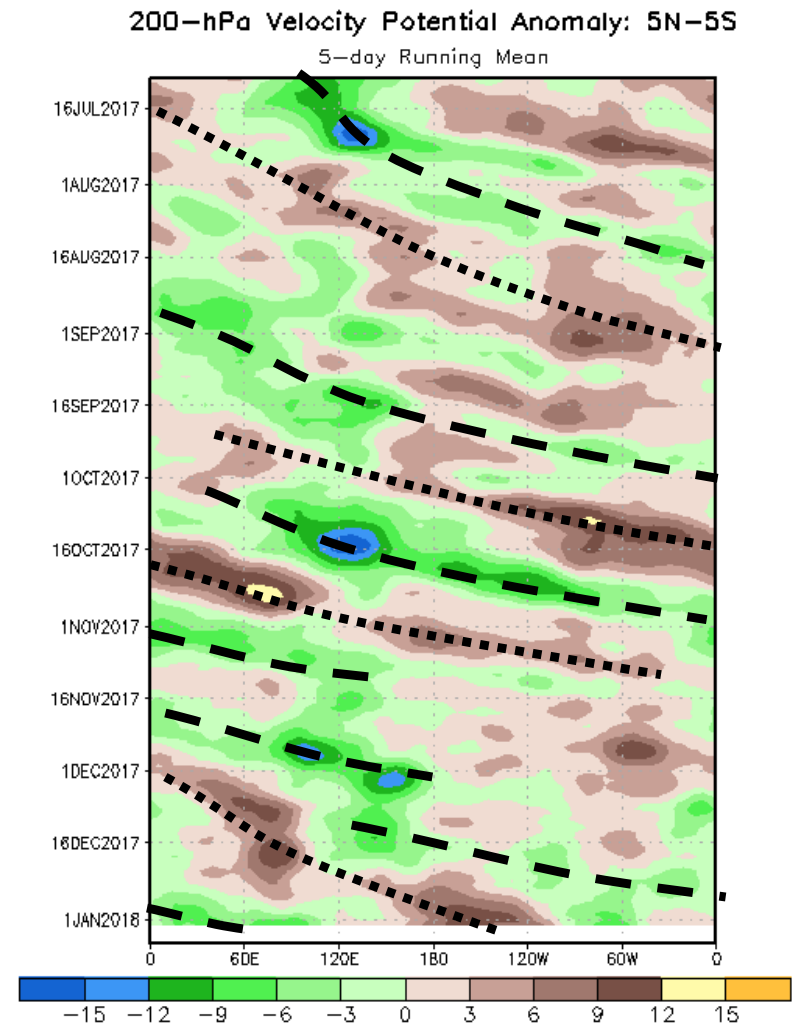 200-hPa Velocity Potential Anomaly: 5N-5S
5-day Running Mean
16JUL2017
1AUG2017
16AUG2017
1SEP2017
16SEP2017
1OCT2017
16OCT2017
1NOV2017
16NOV2017
1DEC2017
16DEC2017
1JAN2018
0 60E 120E 180 120W 60W 0
-15 -12 -9 -6 -3 0 3 6 9 12 15